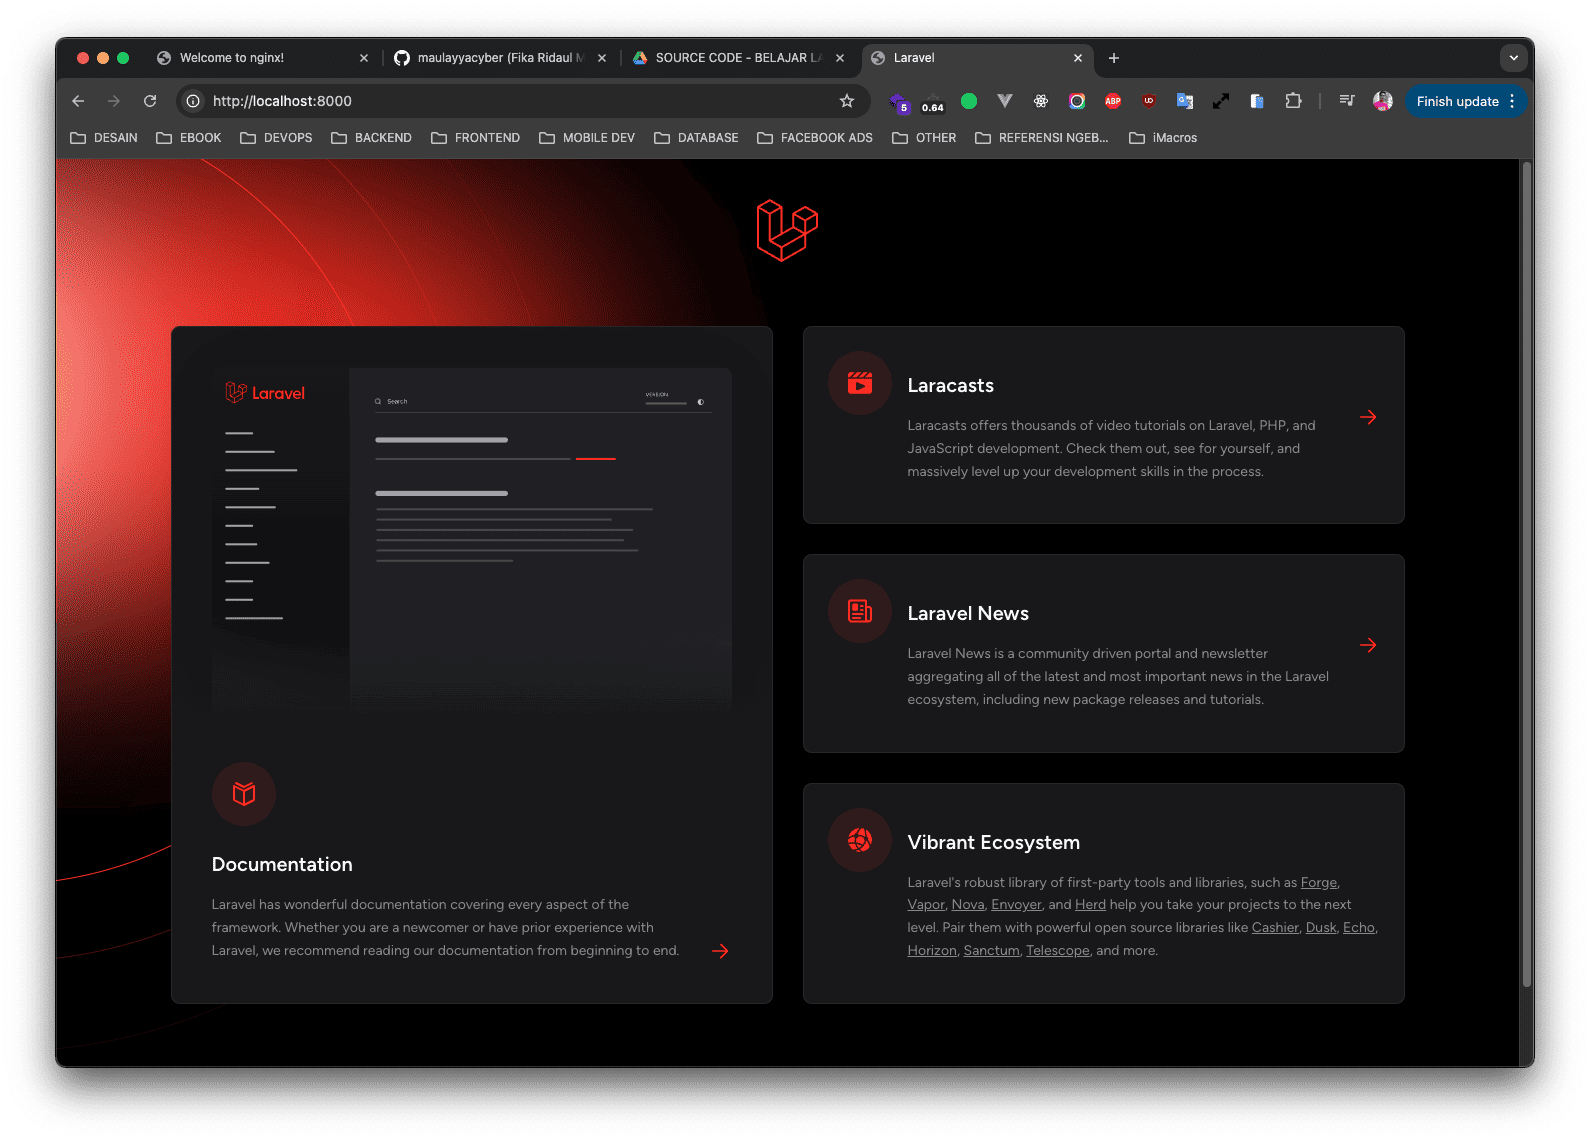 Welcome to nginx!
maulayyacyber (Fika Ridaul M
SOURCE CODE - BELAJAR LA
Laravel
http://localhost:8000
5
0.64
ABP
UD
Finish update
DESAIN
EBOOK
DEVOPS
BACKEND
FRONTEND
MOBILE DEV
DATABASE
FACEBOOK ADS
OTHER
REFERENSI NGEB...
iMacros
Laravel
Search
VERSION
Documentation
Laravel has wonderful documentation covering every aspect of the
framework. Whether you are a newcomer or have prior experience with
Laravel, we recommend reading our documentation from beginning to end.
Laracasts
Laracasts offers thousands of video tutorials on Laravel, PHP, and
JavaScript development. Check them out, see for yourself, and
massively level up your development skills in the process.
Laravel News
Laravel News is a community driven portal and newsletter
aggregating all of the latest and most important news in the Laravel
ecosystem, including new package releases and tutorials.
Vibrant Ecosystem
Laravel's robust library of first-party tools and libraries, such as Forge,
Vapor, Nova, Envoyer, and Herd help you take your projects to the next
level. Pair them with powerful open source libraries like Cashier, Dusk, Echo,
Horizon, Sanctum, Telescope, and more.